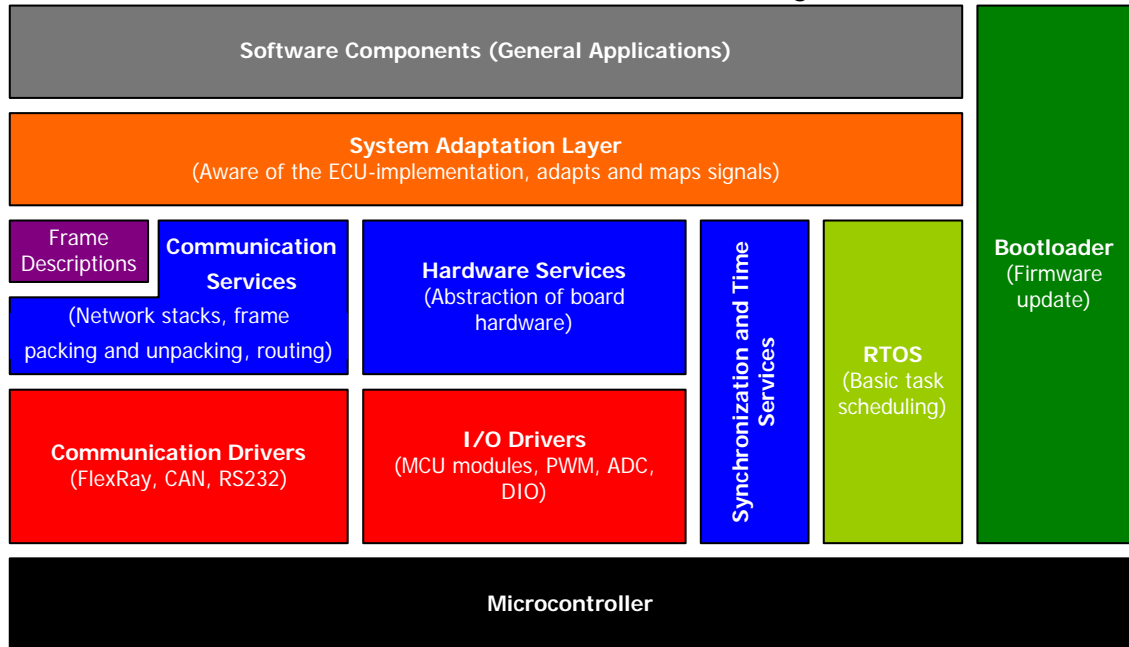 Software Components (General Applications)
System Adaptation Layer
(Aware of the ECU-implementation, adapts and maps signals)
Frame
Descriptions
Communication
Services
(Network stacks, frame
packing and unpacking, routing)
Hardware Services
(Abstraction of board
hardware)
Synchronization and Time
Services
RTOS
(Basic task
scheduling)
Bootloader
(Firmware
update)
Communication Drivers
(FlexRay, CAN, RS232)
I/O Drivers
(MCU modules, PWM, ADC,
DIO)
Microcontroller